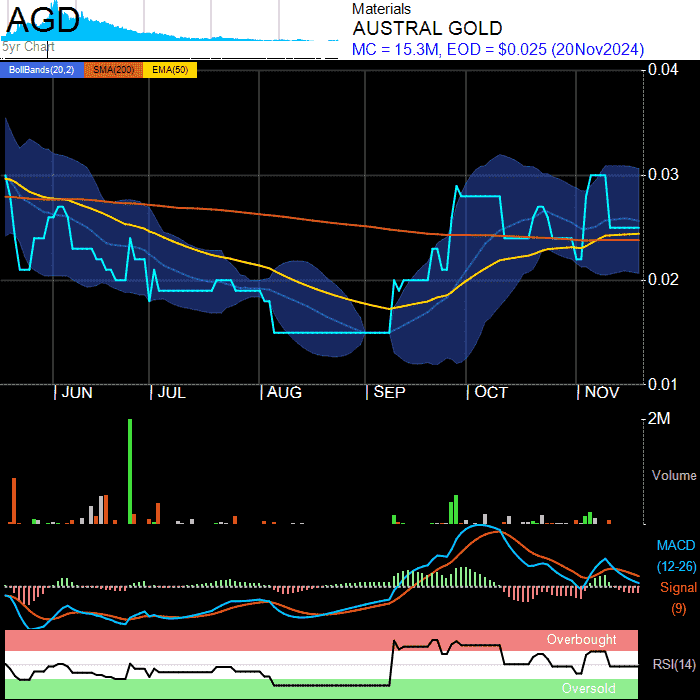 AGD
5yr Chart
Materials
AUSTRAL GOLD
MC = 15.3M, EOD = $0.025 (20Nov2024)
BollBands(20,2) SMA(200) EMA(50)
0.04
0.03
0.02
0.01
JUN JUL AUG SEP OCT NOV
2M
Volume
MACD
(12-26)
Signal
(9)
Overbought
RSI(14)
Oversold